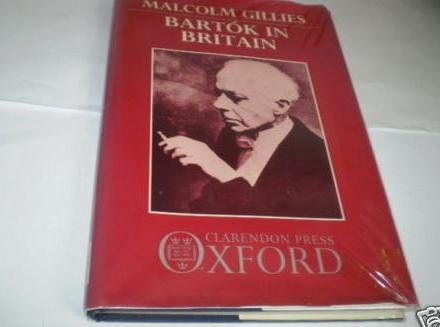 MALCOLM GILLIES
BARTÓK IN
BRITAIN
CLARENDON PRESS
OXFORD